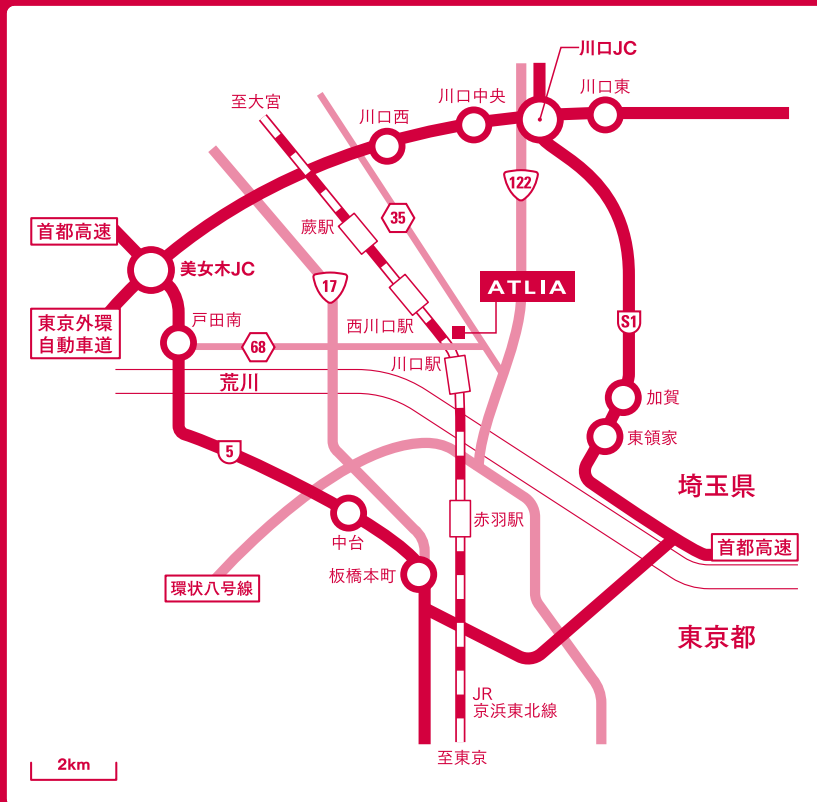 川口JC
川口東
川口中央
至大宮
川口西
122
35
蕨駅
首都高速
美女木JC
17
ATLIA
東京外環
自動車道
戸田南
西川口駅
S1
68
川口駅
荒川
加賀
東領家
5
埼玉県
赤羽駅
中台
首都高速
板橋本町
環状八号線
東京都
JR
京浜東北線
至東京
2km